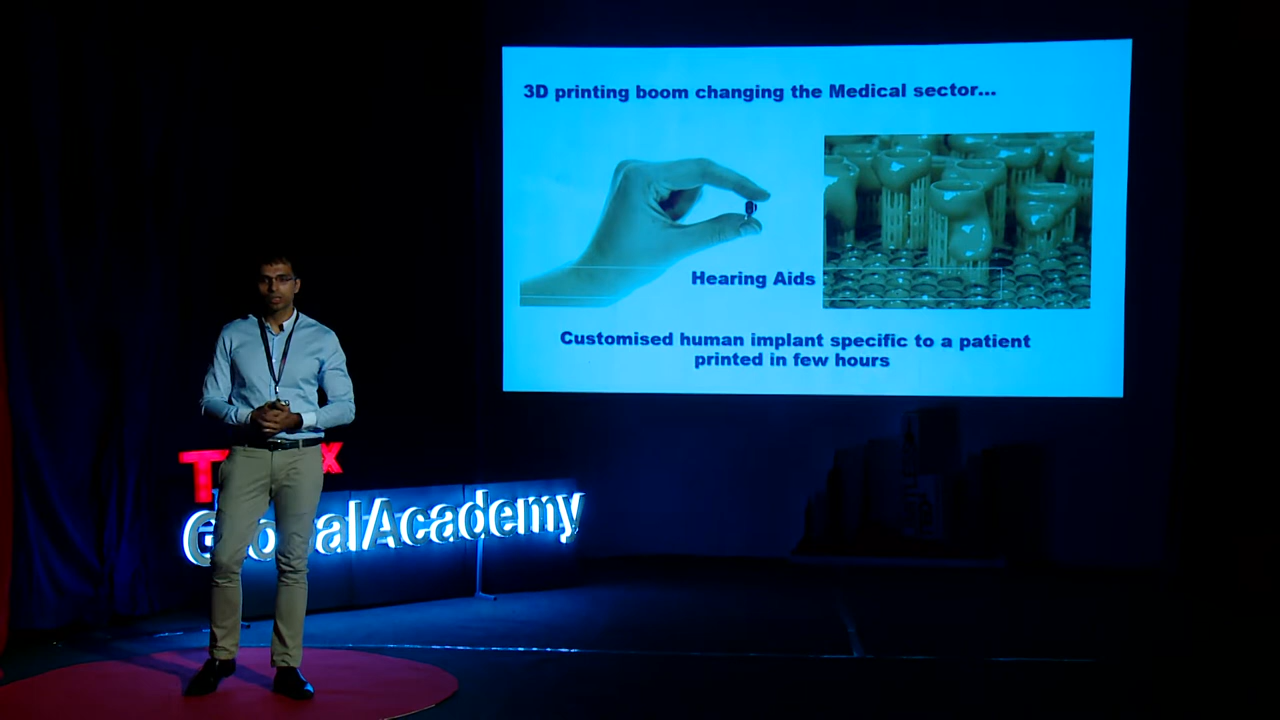 3D printing boom changing the Medical sector...
Hearing Aids
Customised human implant specific to a patient
printed in few hours
T x
GlobalAcademy